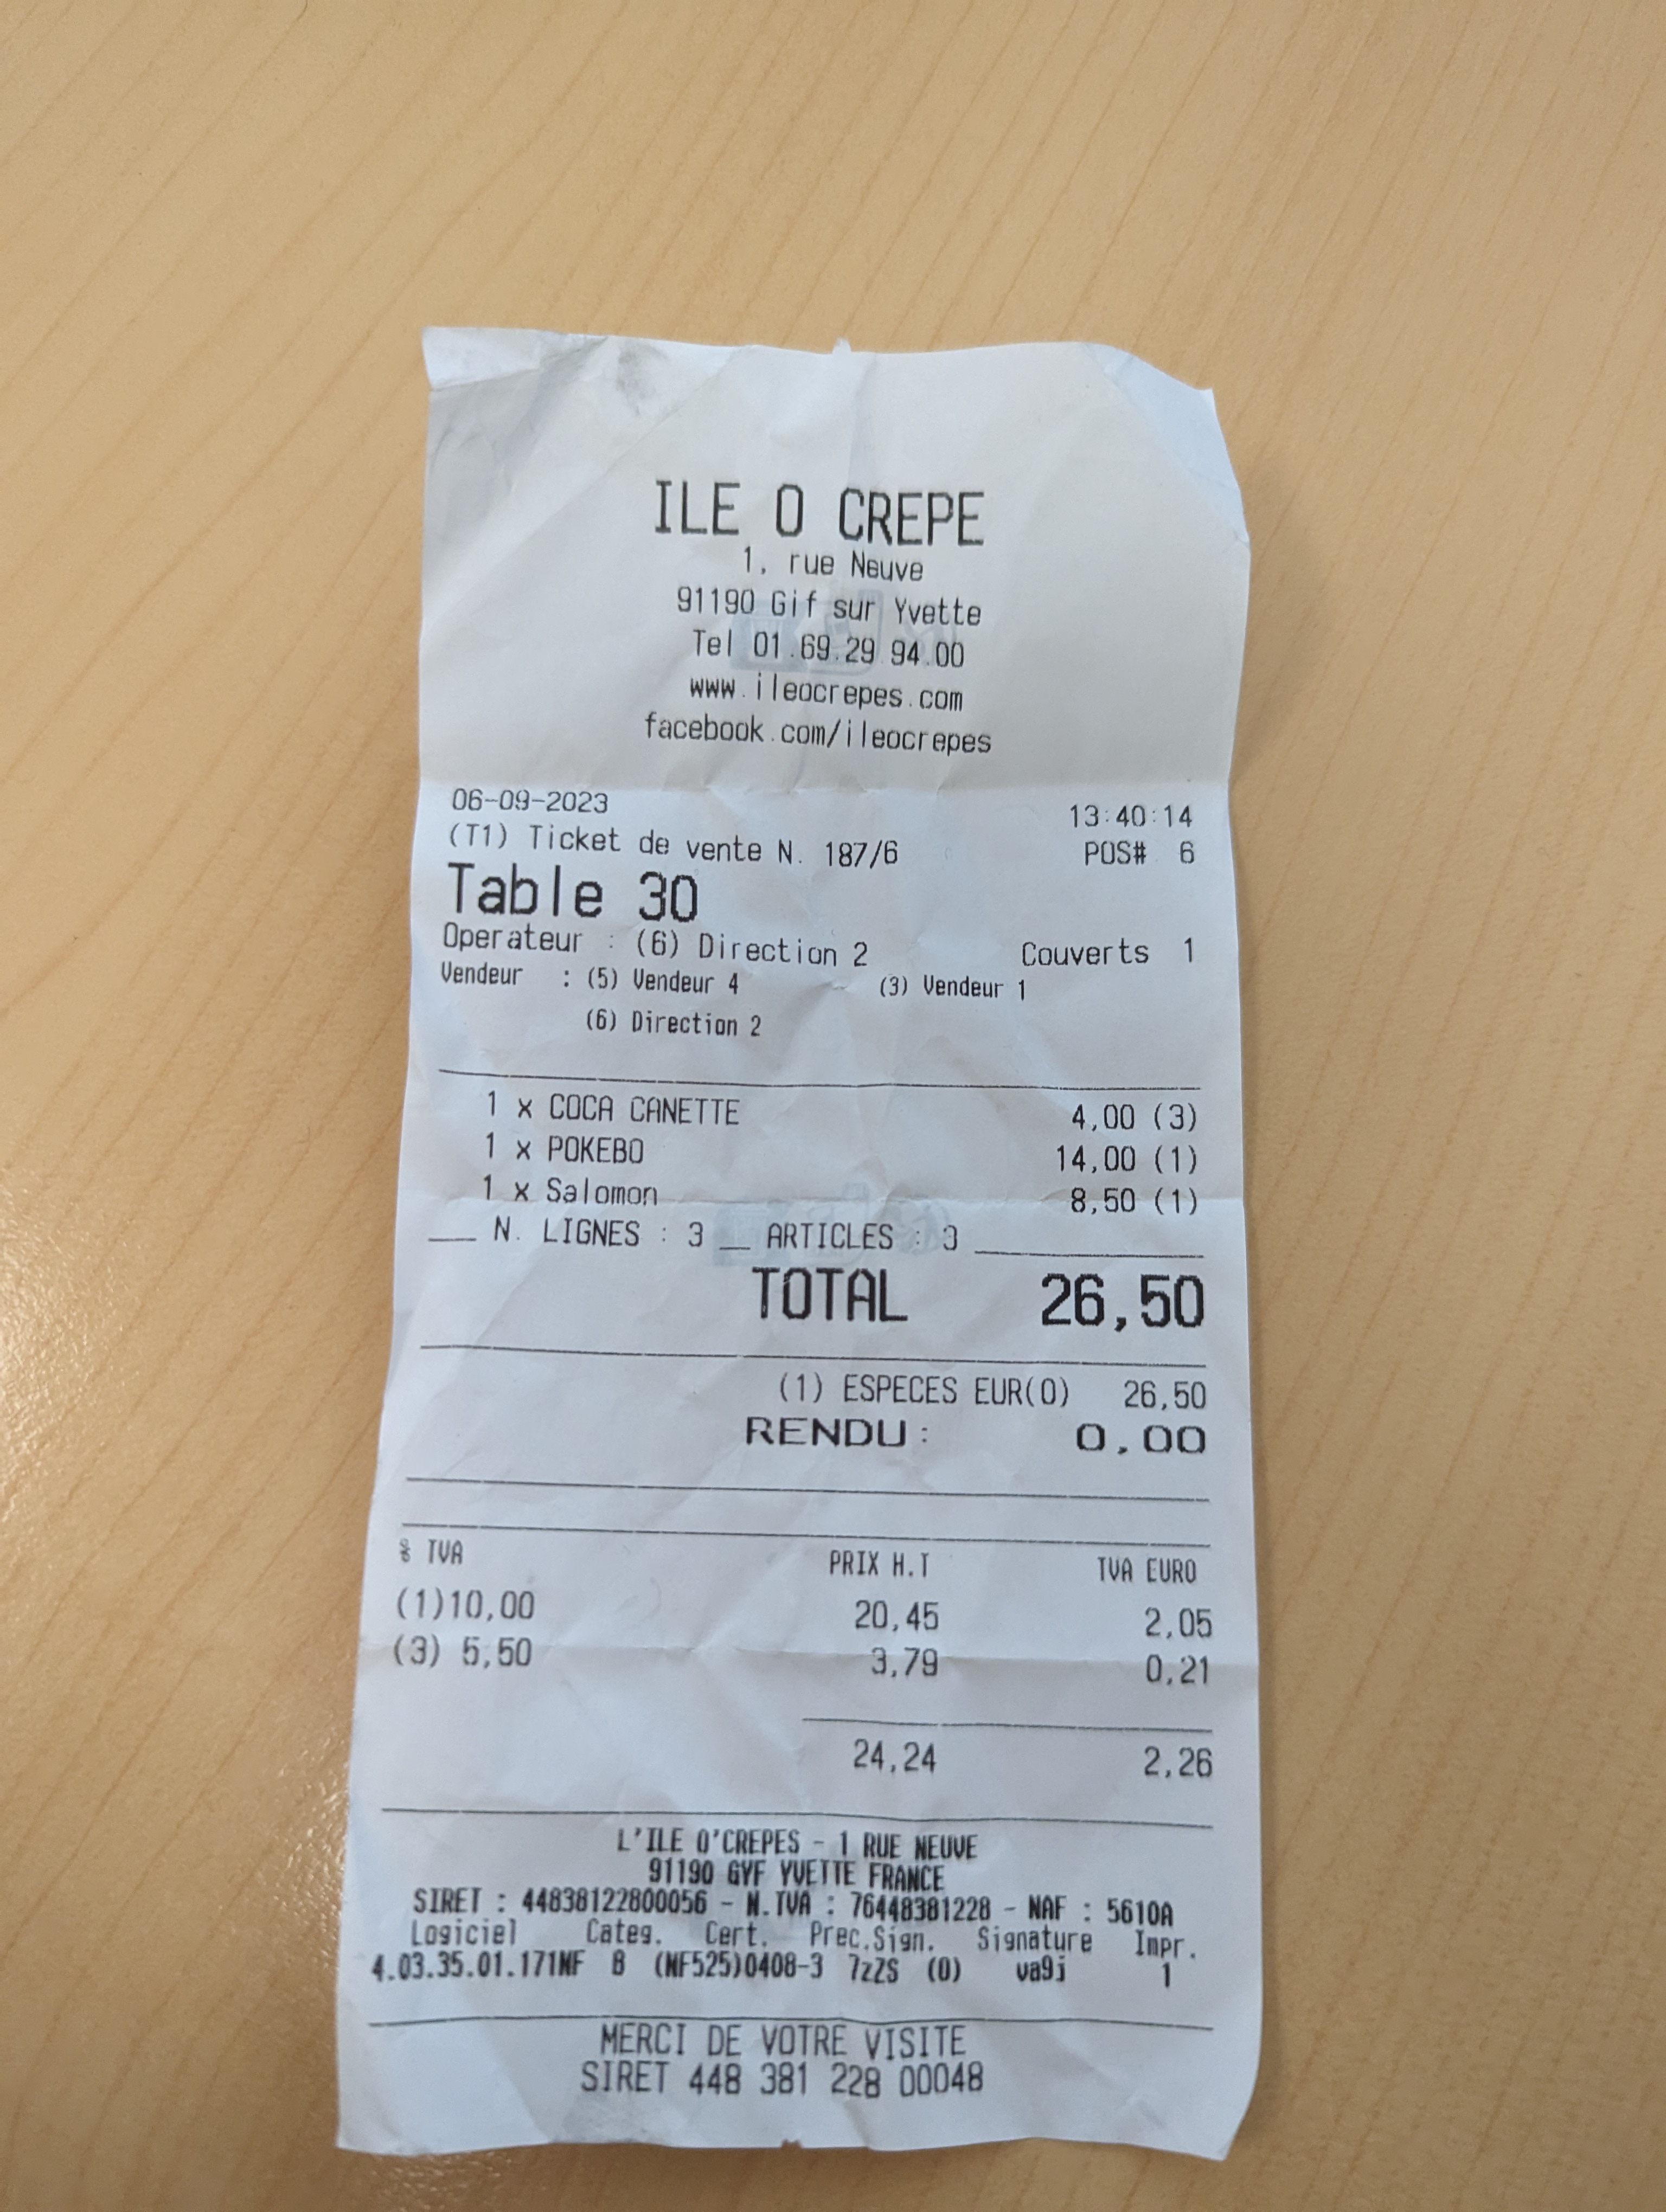 ILE O CREPE
1, rue Neuve
91190 Gif sur Yvette
Tel 01.69.29.94.00
www.ileocrepes.com
facebook.com/ileocrepes
06-09-2023 13:40:14
(T1) Ticket de vente N. 187/6 POS# 6
Table 30
Operateur : (6) Direction 2 Couverts 1
Vendeur : (5) Vendeur 4 (3) Vendeur 1
(6) Direction 2
1 x COCA CANETTE 4,00 (3)
1 x POKEBO 14,00 (1)
1 x Salomon 8,50 (1)
N. LIGNES : 3 __ ARTICLES : 3
TOTAL 26,50
(1) ESPECES EUR(0) 26,50
RENDU : 0,00
% TVA PRIX H.T TVA EURO
(1)10,00 20,45 2,05
(3) 5,50 3,79 0,21
24,24 2,26
L'ILE O'CREPES - 1 RUE NEUVE
91190 GYF YVETTE FRANCE
SIRET : 44838122800056 - N.TVA : 76448381228 - NAF : 5610A
Logiciel Categ. Cert. Prec.Sign. Signature Impr.
4.03.35.01.171NF B (NF525)0408-3 7zZS (0) va9j 1
MERCI DE VOTRE VISITE
SIRET 448 381 228 00048